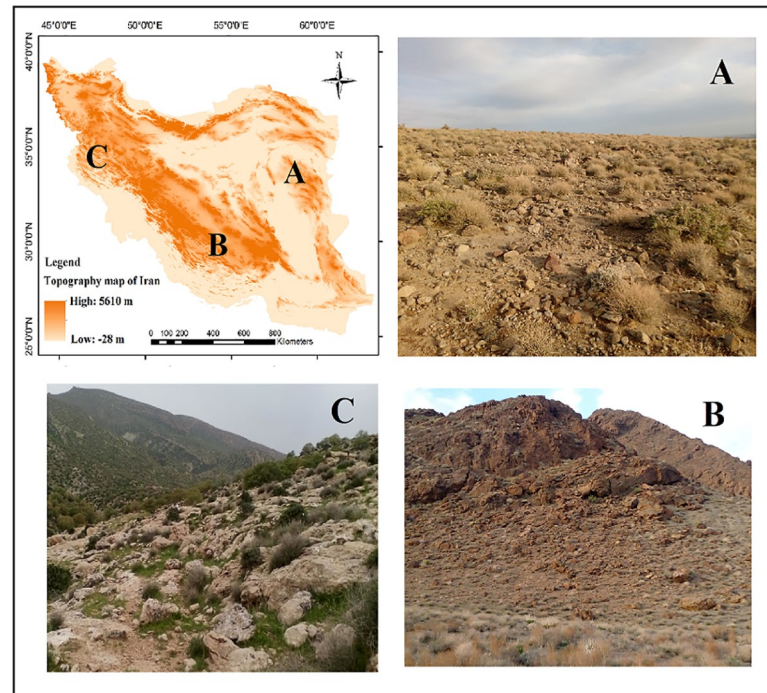 45°0'0"E 50°0'0"E 55°0'0"E 60°0'0"E
40°0'0"N
35°0'0"N
30°0'0"N
25°0'0"N
N
C
A
B
Legend
Topography map of Iran
High: 5610 m
Low: -28 m
0 100 200 400 600 800
Kilometers
A
C
B